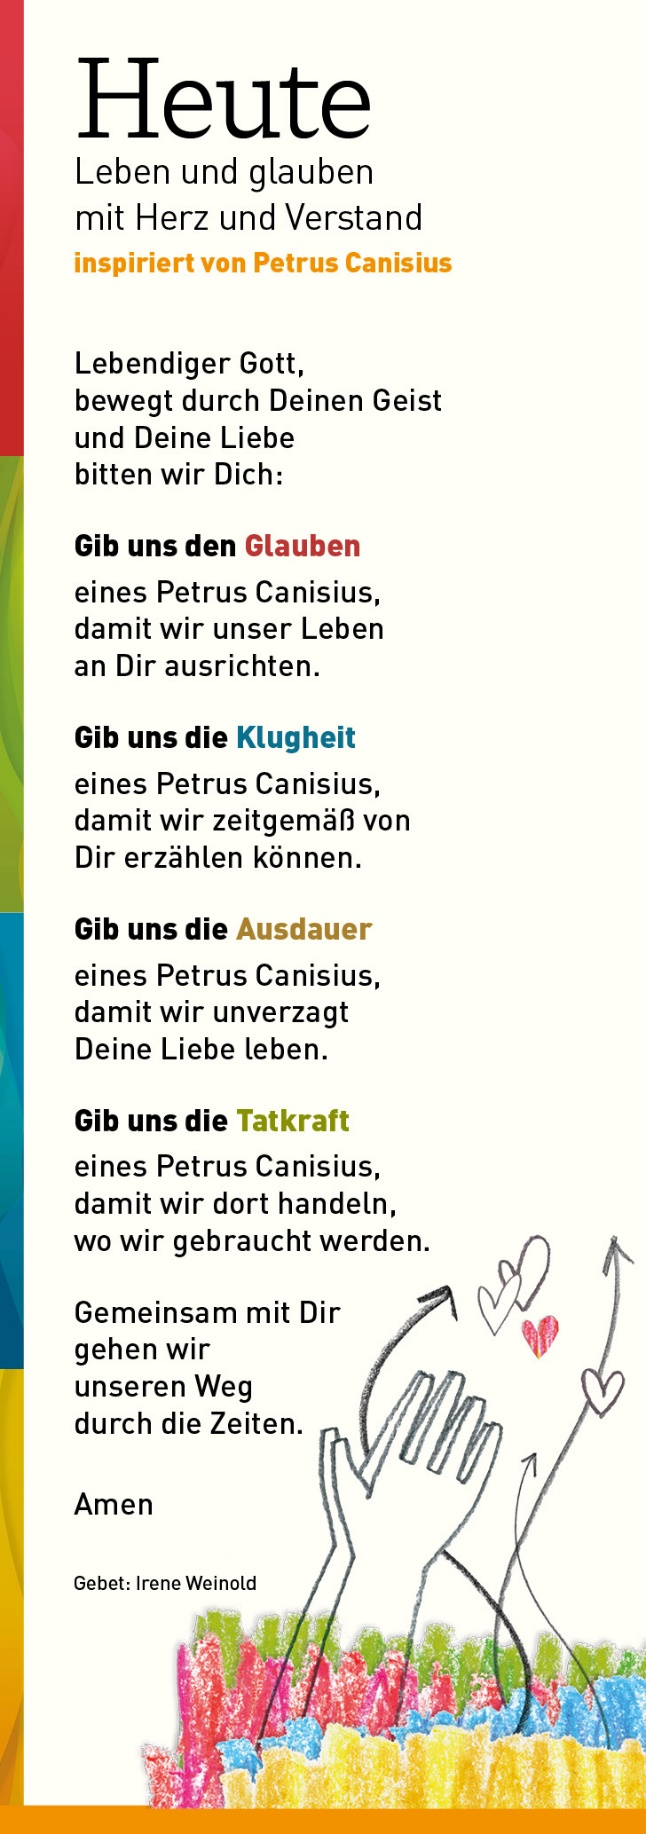 Heute
Leben und glauben
mit Herz und Verstand
inspiriert von Petrus Canisius
Lebendiger Gott,
bewegt durch Deinen Geist
und Deine Liebe
bitten wir Dich:
Gib uns den Glauben
eines Petrus Canisius,
damit wir unser Leben
an Dir ausrichten.
Gib uns die Klugheit
eines Petrus Canisius,
damit wir zeitgemäß von
Dir erzählen können.
Gib uns die Ausdauer
eines Petrus Canisius,
damit wir unverzagt
Deine Liebe leben.
Gib uns die Tatkraft
eines Petrus Canisius,
damit wir dort handeln,
wo wir gebraucht werden.
Gemeinsam mit Dir
gehen wir
unseren Weg
durch die Zeiten.
Amen
Gebet: Irene Weinold